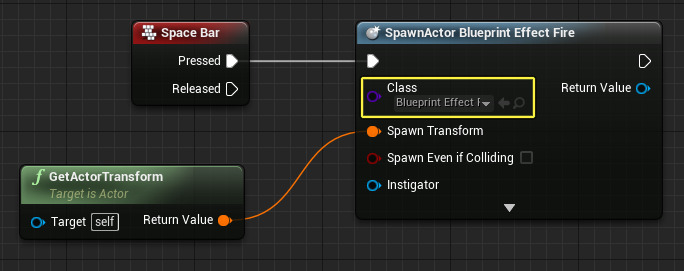 Space Bar
Pressed
Released
SpawnActor Blueprint Effect Fire
Class
Blueprint Effect F
Return Value
Spawn Transform
Spawn Even if Colliding
Instigator
f GetActorTransform
Target is Actor
Target self
Return Value